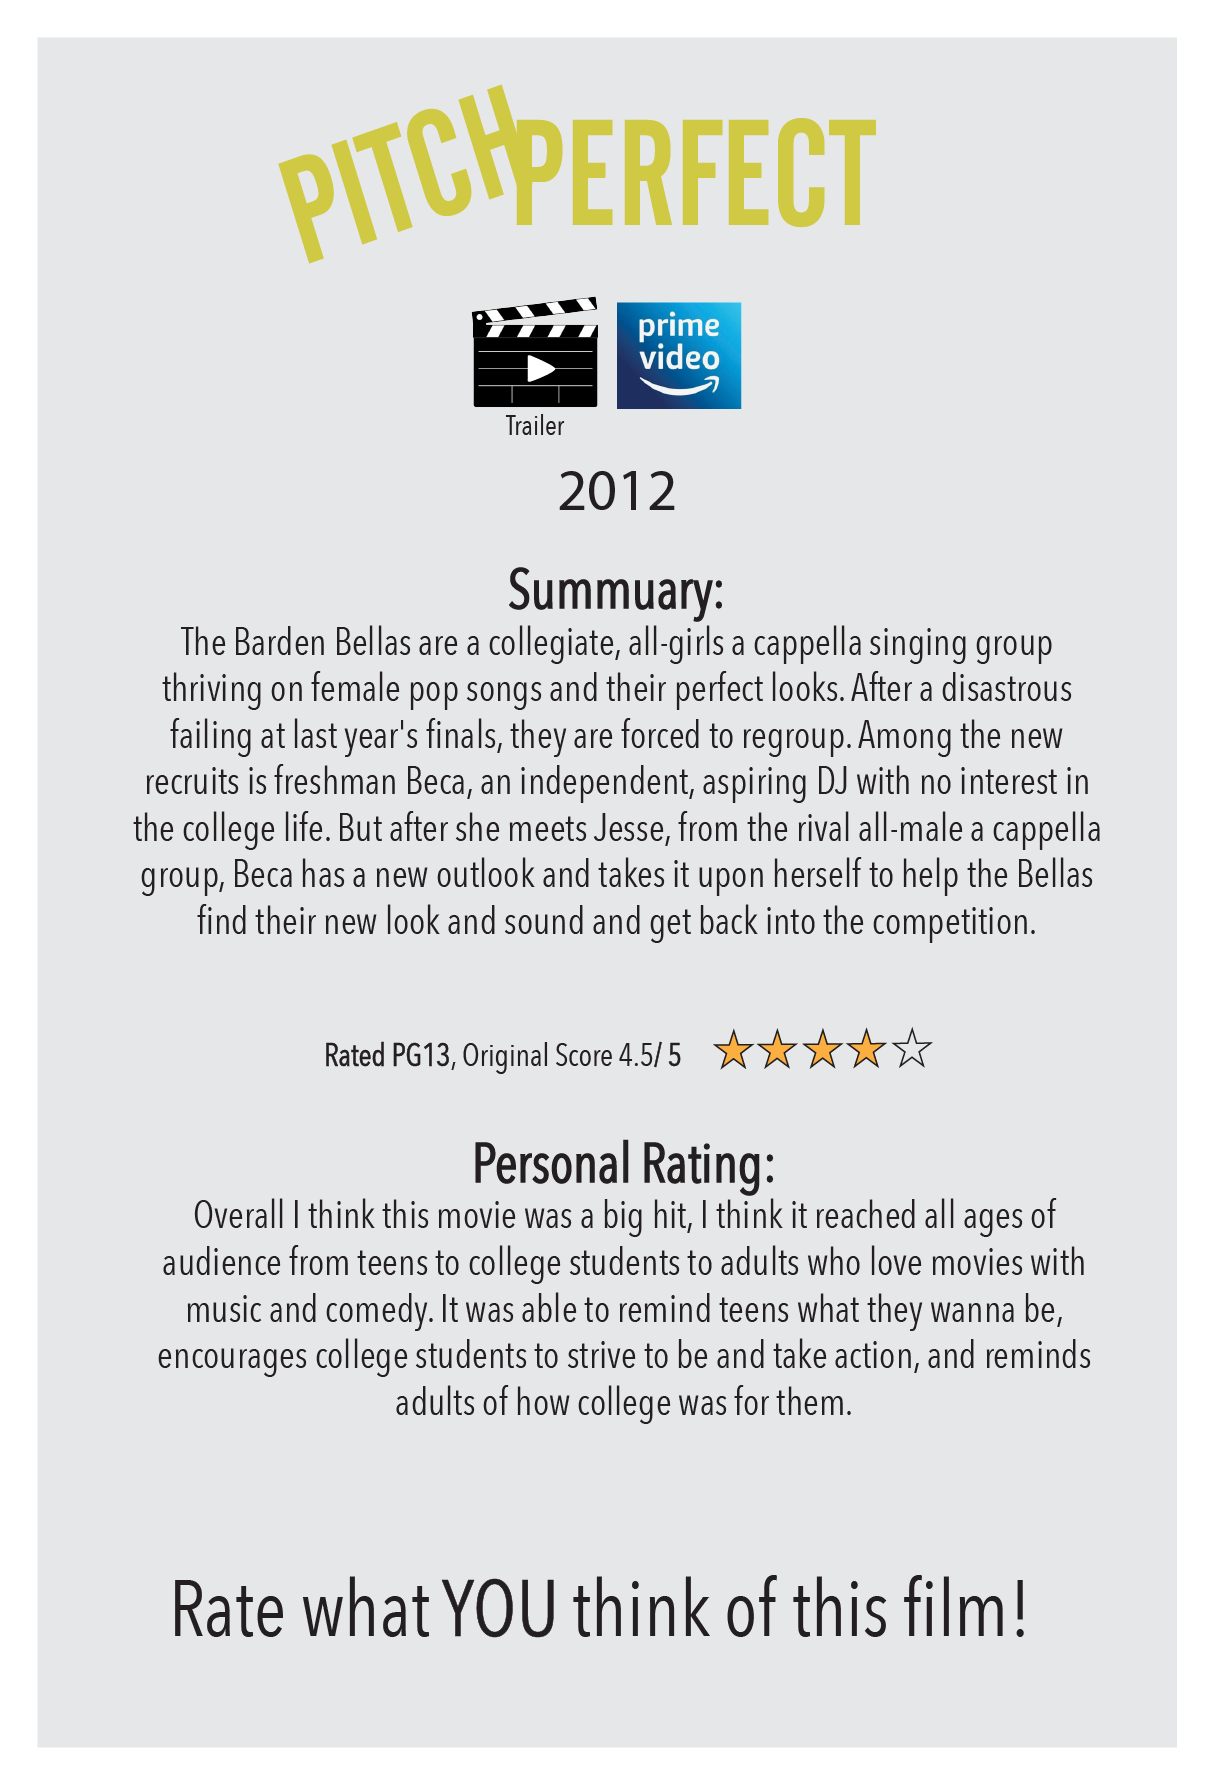 PITCH PERFECT
prime
video
Trailer
2012
Summuary:
The Barden Bellas are a collegiate, all-girls a cappella singing group
thriving on female pop songs and their perfect looks. After a disastrous
failing at last year's finals, they are forced to regroup. Among the new
recruits is freshman Beca, an independent, aspiring DJ with no interest in
the college life. But after she meets Jesse, from the rival all-male a cappella
group, Beca has a new outlook and takes it upon herself to help the Bellas
find their new look and sound and get back into the competition.
Rated PG13, Original Score 4.5/ 5
Personal Rating:
Overall I think this movie was a big hit, I think it reached all ages of
audience from teens to college students to adults who love movies with
music and comedy. It was able to remind teens what they wanna be,
encourages college students to strive to be and take action, and reminds
adults of how college was for them.
Rate what YOU think of this film!